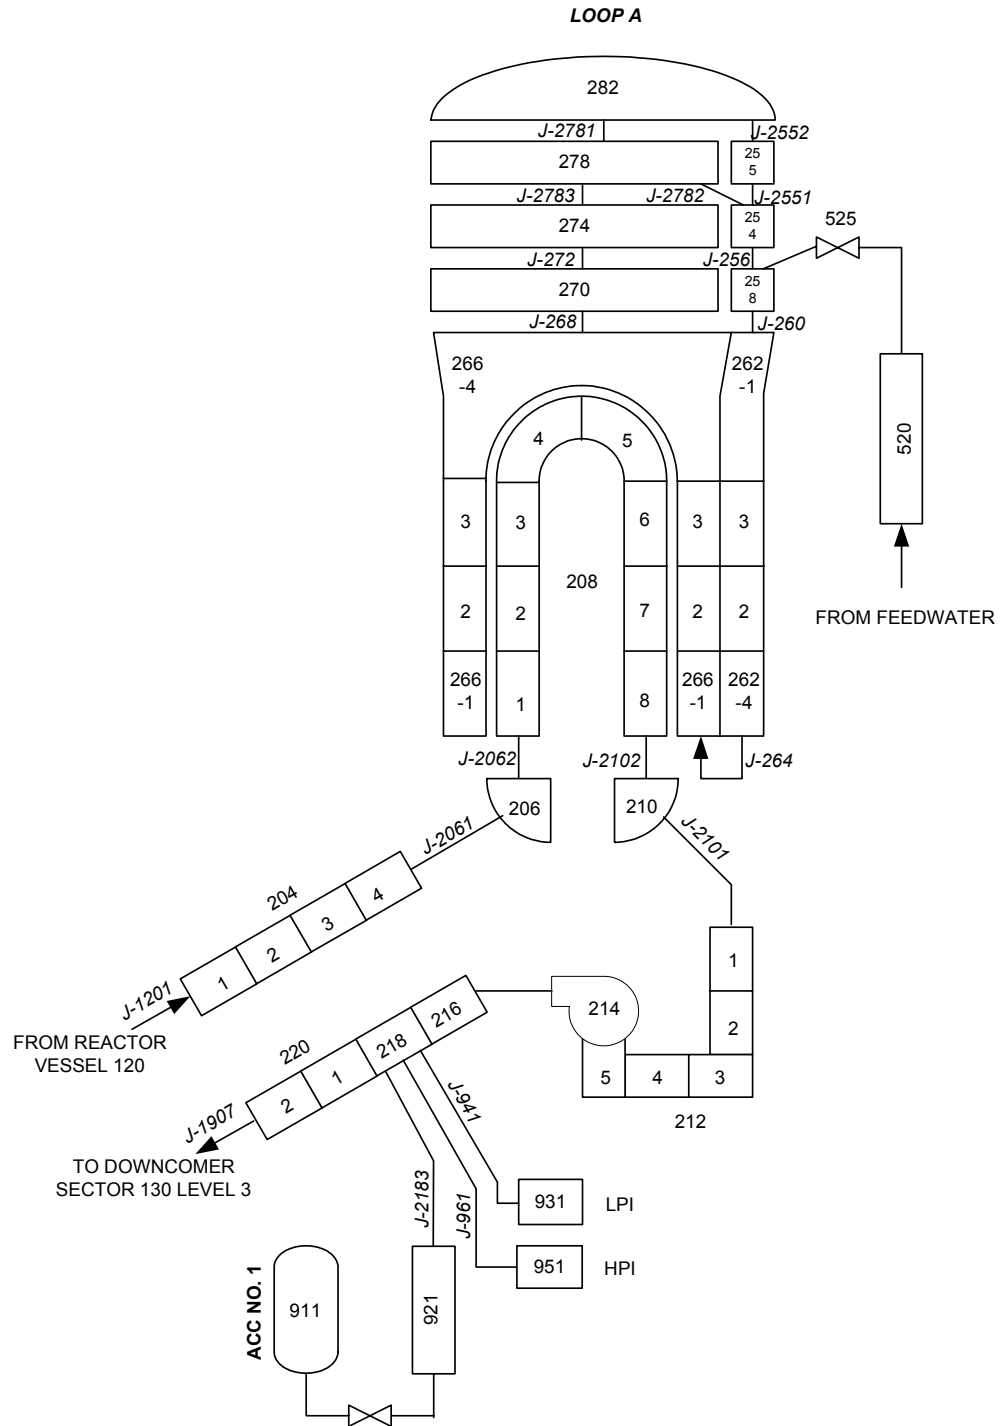 LOOP A
282
J-2781
J-2552
278
25
5
J-2783
J-2782
J-2551
274
25
4
525
J-272
J-256
270
25
8
J-268
J-260
266
-4
262
-1
4
5
520
3
3
6
3
3
208
2
2
7
2
2
FROM FEEDWATER
266
-1
1
8
266
-1
262
-4
J-2062
J-2102
J-264
206
210
J-2061
J-2101
204
4
3
2
1
J-1201
FROM REACTOR
VESSEL 120
1
2
214
216
218
220
1
2
5
4
3
212
J-1907
TO DOWNCOMER
SECTOR 130 LEVEL 3
J-941
J-961
J-2183
931
LPI
951
HPI
ACC NO. 1
911
921